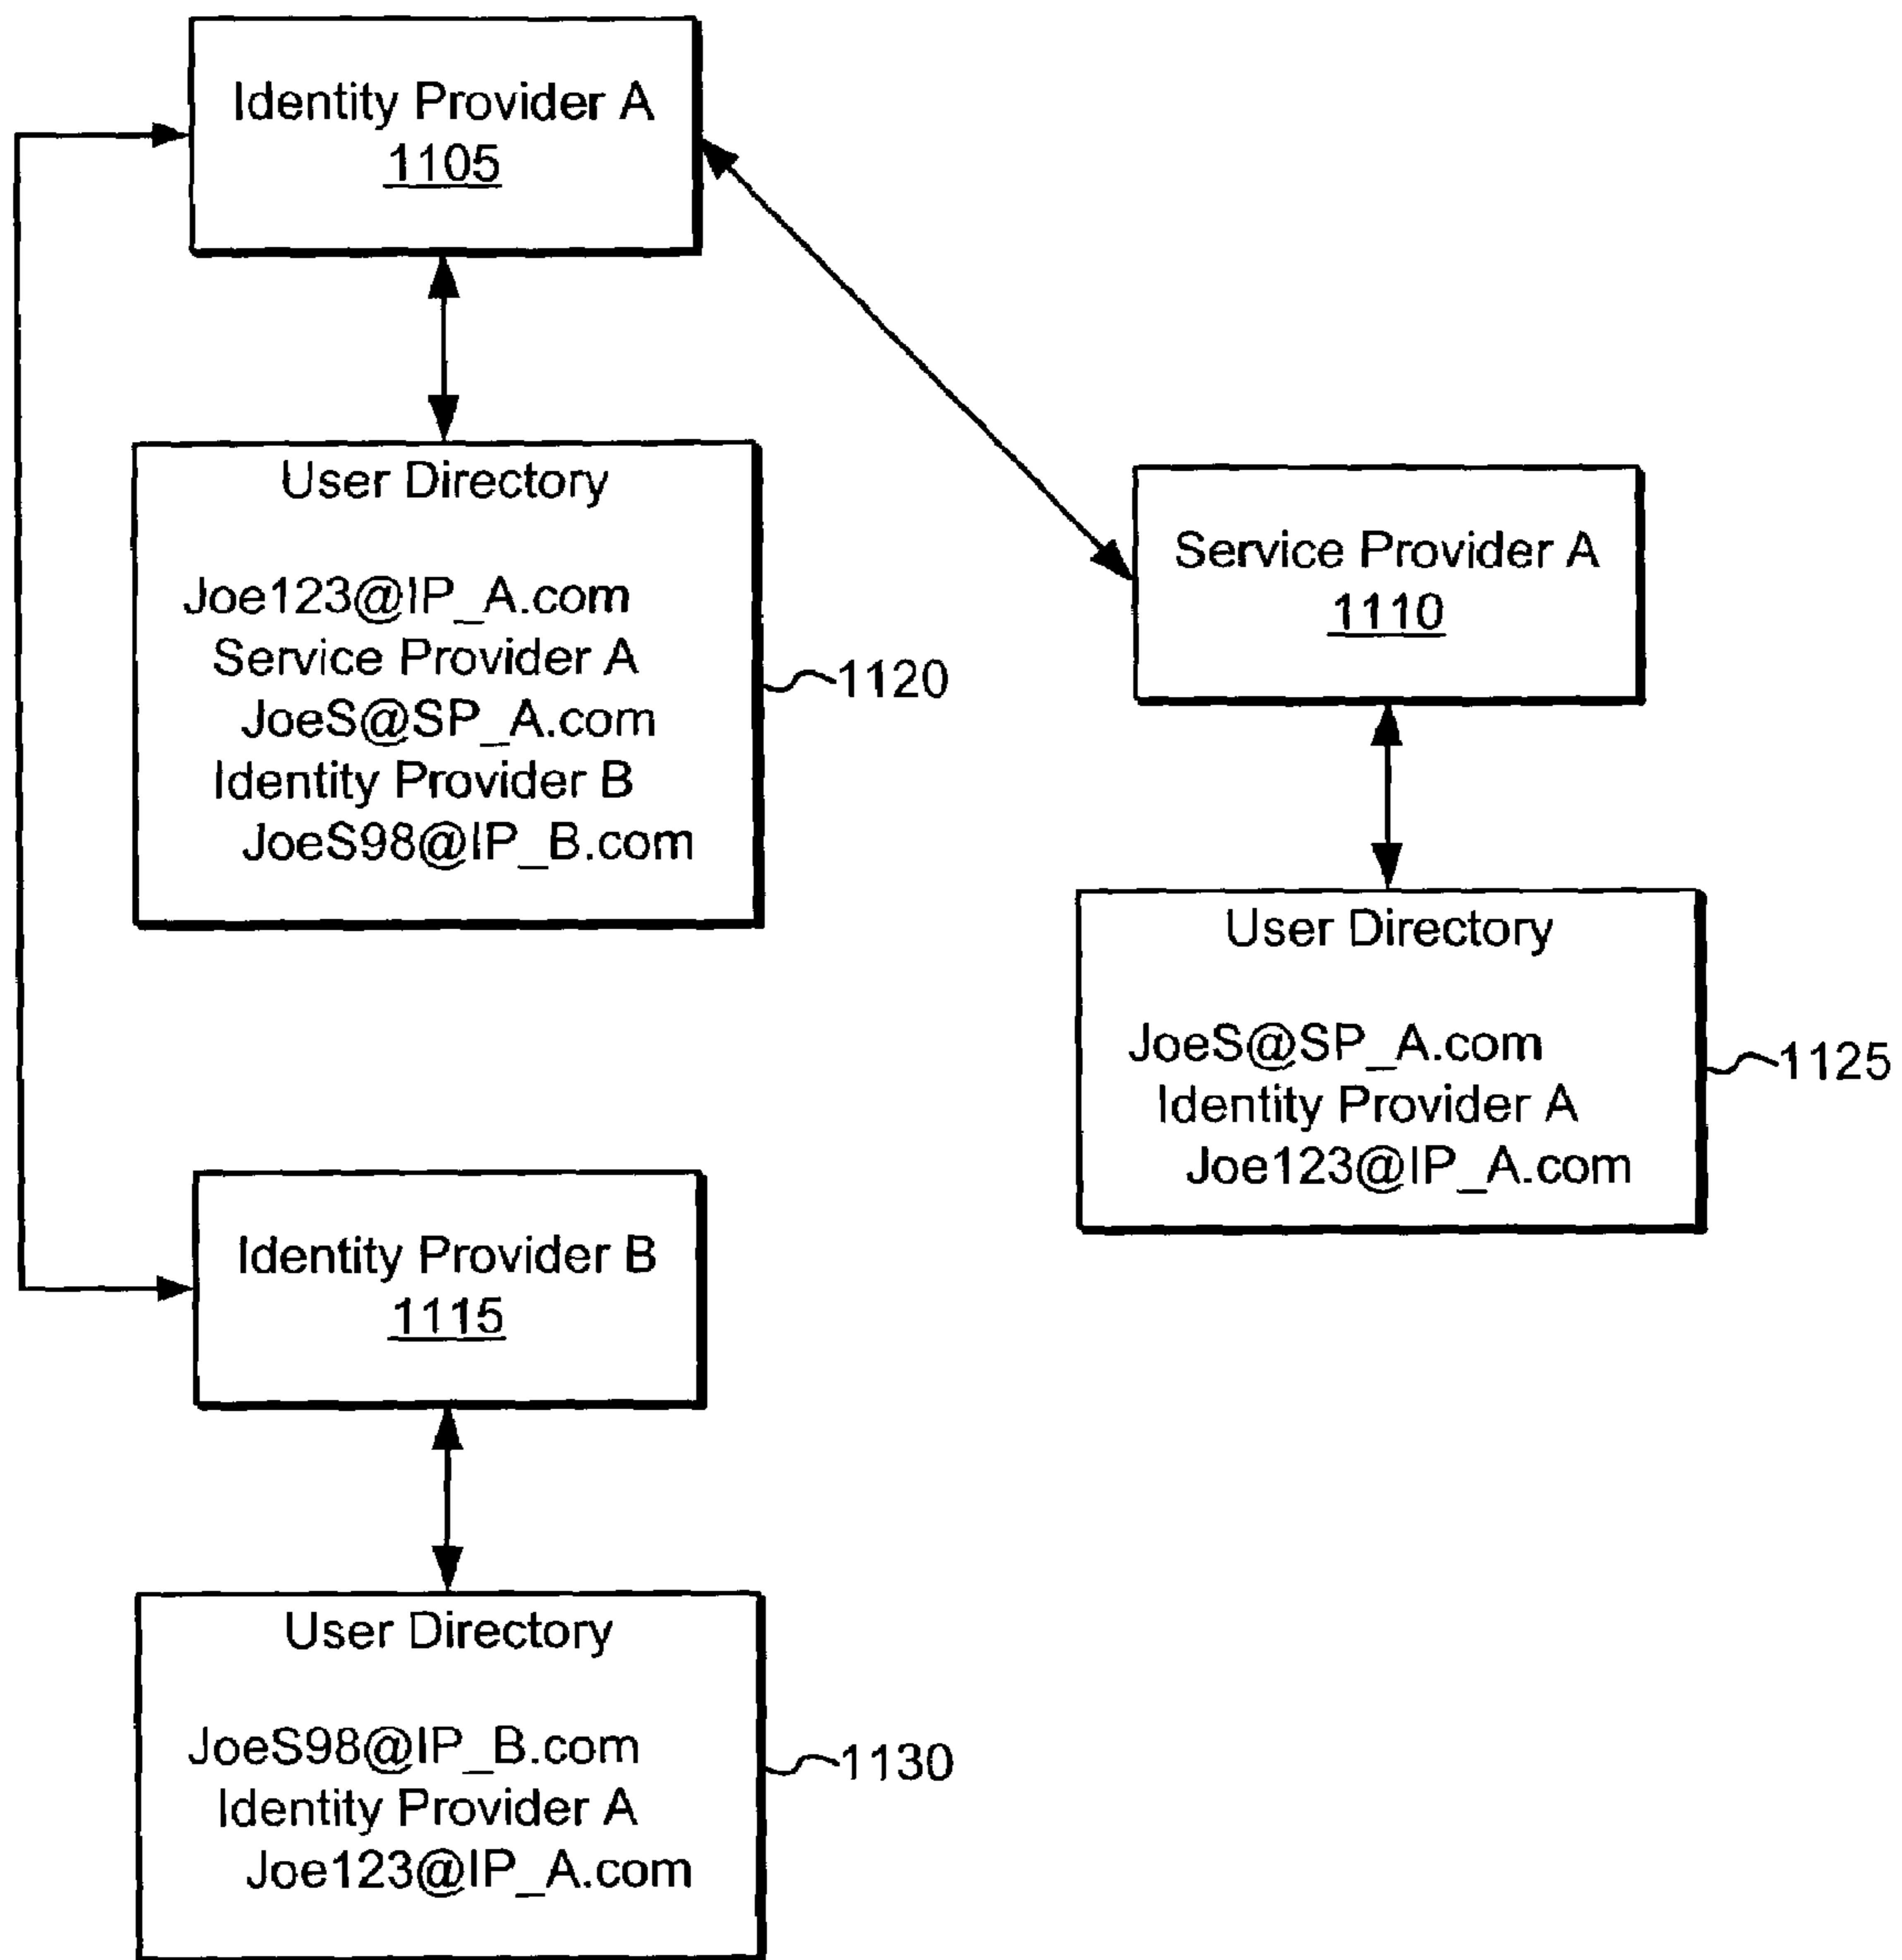 Identity Provider A
1105
User Directory
Joe123@IP_A.com
Service Provider A
JoeS@SP_A.com
Identity Provider B
JoeS98@IP_B.com
1120
Service Provider A
1110
User Directory
JoeS@SP_A.com
Identity Provider A
Joe123@IP_A.com
1125
Identity Provider B
1115
User Directory
JoeS98@IP_B.com
Identity Provider A
Joe123@IP_A.com
1130